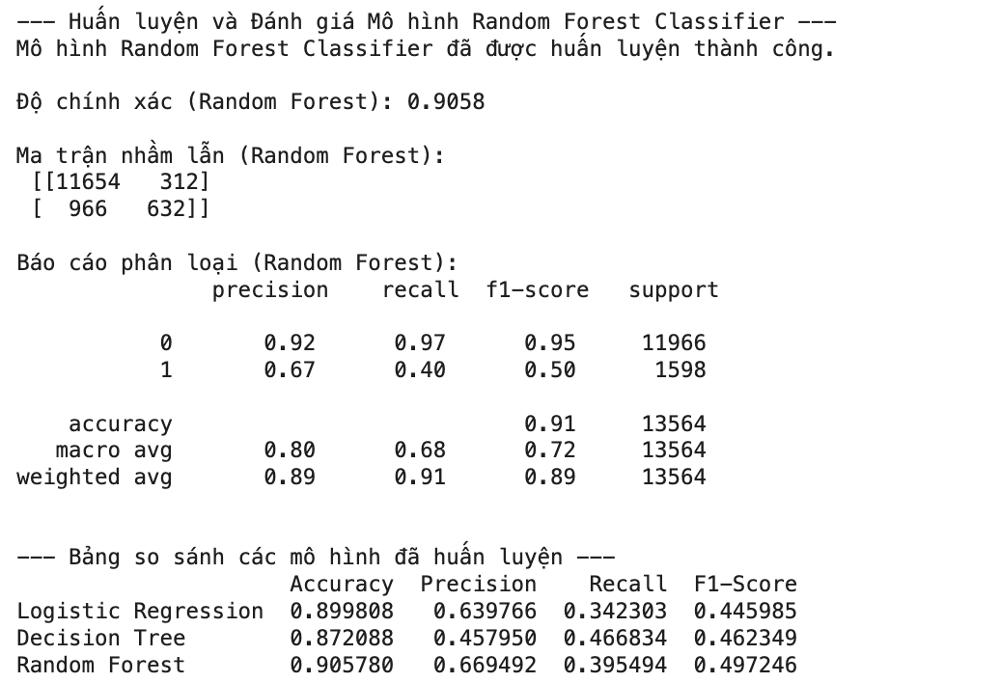 --- Huấn luyện và Đánh giá Mô hình Random Forest Classifier ---
Mô hình Random Forest Classifier đã được huấn luyện thành công.
Độ chính xác (Random Forest): 0.9058
Ma trận nhầm lẫn (Random Forest):
[[11654   312]
[  966   632]]
Báo cáo phân loại (Random Forest):
precision    recall  f1-score   support
0       0.92      0.97      0.95     11966
1       0.67      0.40      0.50      1598
accuracy                           0.91     13564
macro avg       0.80      0.68      0.72     13564
weighted avg       0.89      0.91      0.89     13564
--- Bảng so sánh các mô hình đã huấn luyện ---
Accuracy  Precision    Recall  F1-Score
Logistic Regression  0.899808   0.639766  0.342303  0.445985
Decision Tree        0.872088   0.457950  0.466834  0.462349
Random Forest        0.905780   0.669492  0.395494  0.497246